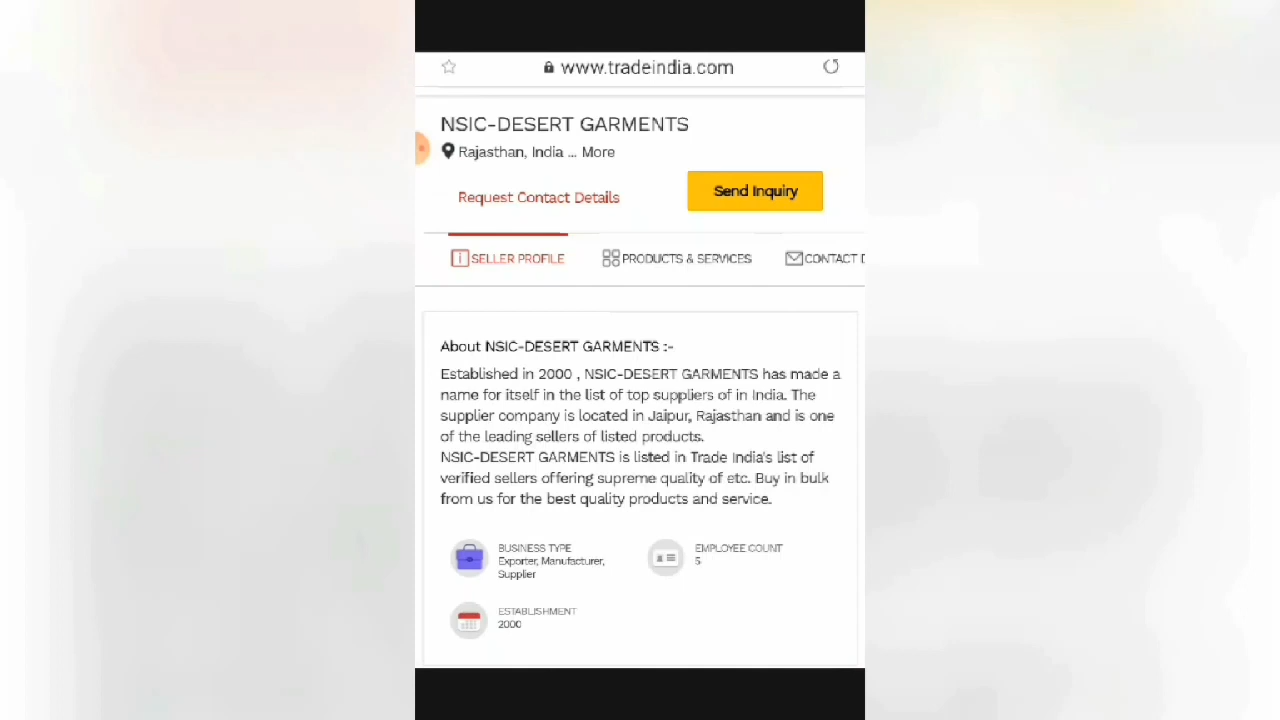 www.tradeindia.com
NSIC-DESERT GARMENTS
Rajasthan, India ... More
Request Contact Details
Send Inquiry
SELLER PROFILE
PRODUCTS & SERVICES
CONTACT D
About NSIC-DESERT GARMENTS :-
Established in 2000 , NSIC-DESERT GARMENTS has made a
name for itself in the list of top suppliers of in India. The
supplier company is located in Jaipur, Rajasthan and is one
of the leading sellers of listed products.
NSIC-DESERT GARMENTS is listed in Trade India's list of
verified sellers offering supreme quality of etc. Buy in bulk
from us for the best quality products and service.
BUSINESS TYPE
Exporter, Manufacturer,
Supplier
EMPLOYEE COUNT
5
ESTABLISHMENT
2000